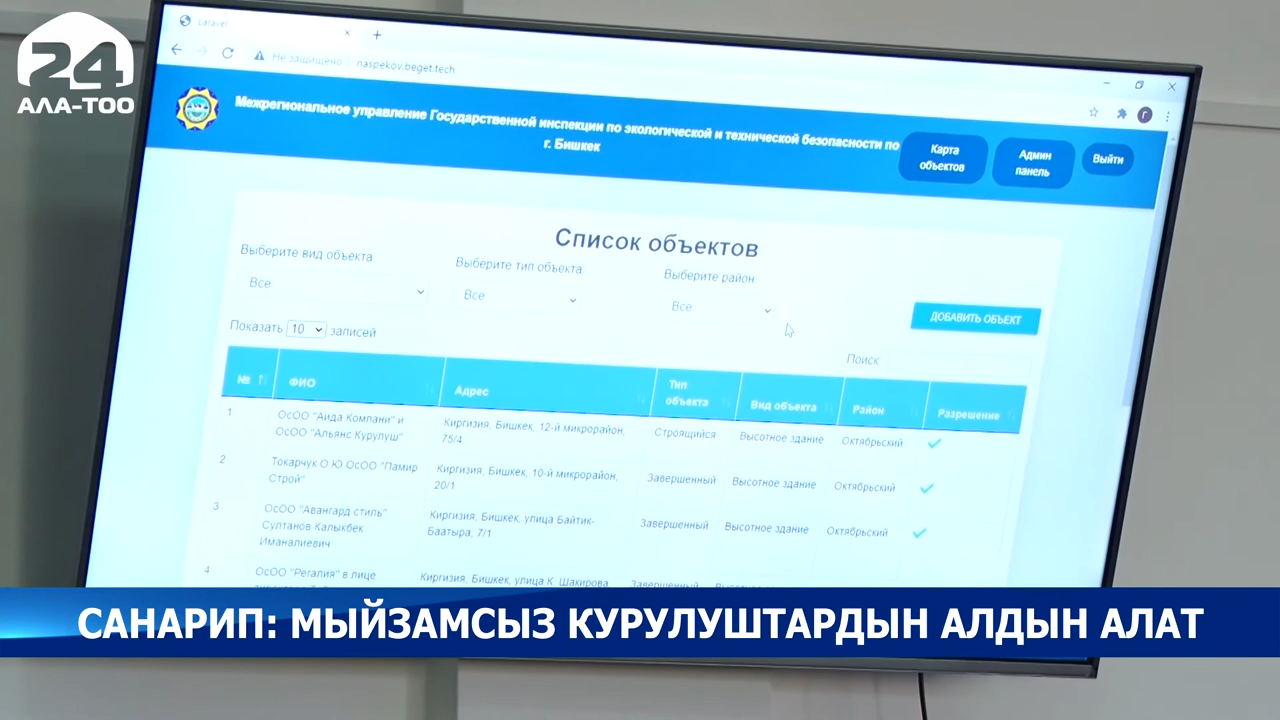 24
АЛА-ТОО
Laravel
Не защищено
naspekov.beget.tech
Межрегиональное управление Государственной инспекции по экологической и технической безопасности по
г. Бишкек
Карта
объектов
Админ
панель
Выйти
Список объектов
Выберите вид объекта
Выберите тип объекта
Выберите район
Все
Все
Все
ДОБАВИТЬ ОБЪЕКТ
Показать 10 записей
Поиск
№
ФИО
Адрес
Тип
объекта
Вид объекта
Район
Разрешение
1
ОсОО "Аида Компани" и
ОсОО "Альянс Курулуш"
Киргизия, Бишкек, 12-й микрорайон,
75/4
Строящийся
Высотное здание
Октябрьский
2
Токарчук О Ю ОсОО "Памир
Строй"
Киргизия, Бишкек, 10-й микрорайон,
20/1
Завершенный
Высотное здание
Октябрьский
3
ОсОО "Авангард стиль"
Султанов Калыкбек
Иманалиевич
Киргизия, Бишкек, улица Байтик-
Баатыра, 7/1
Завершенный
Высотное здание
Октябрьский
4
ОсОО "Регалия" в лице
Киргизия, Бишкек, улица К. Шакирова
Завершенный
САНАРИП: МЫЙЗАМСЫЗ КУРУЛУШТАРДЫН АЛДЫН АЛАТ